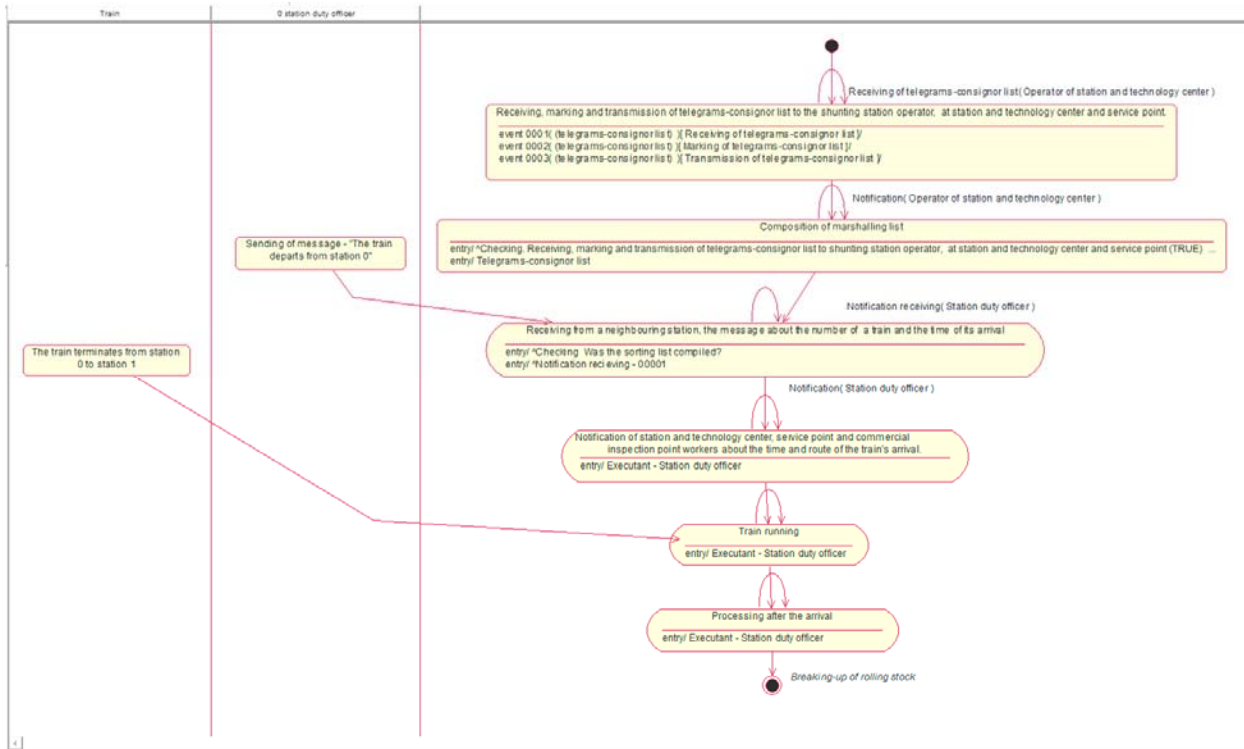 Train
0 station duty officer
Receiving of telegrams-consignor list( Operator of station and technology center )
Receiving, marking and transmission of telegrams-consignor list to the shunting station operator, at station and technology center and service point.
event 0001( (telegrams-consignor list) )[ Receiving of telegrams-consignor list ]/
event 0002( (telegrams-consignor list) )[ Marking of telegrams-consignor list ]/
event 0003( (telegrams-consignor list) )[ Transmission of telegrams-consignor list ]/
Notification( Operator of station and technology center )
Composition of marshalling list
entry/ ^Checking. Receiving, marking and transmission of telegrams-consignor list to shunting station operator, at station and technology center and service point (TRUE) ...
entry/ Telegrams-consignor list
Sending of message - "The train
departs from station 0"
Notification receiving( Station duty officer )
Receiving from a neighbouring station, the message about the number of a train and the time of its arrival
entry/ ^Checking Was the sorting list compiled?
entry/ ^Notification recieving - 00001
The train terminates from station
0 to station 1
Notification( Station duty officer )
Notification of station and technology center, service point and commercial
inspection point workers about the time and route of the train's arrival.
entry/ Executant - Station duty officer
Train running
entry/ Executant - Station duty officer
Processing after the arrival
entry/ Executant - Station duty officer
Breaking-up of rolling stock